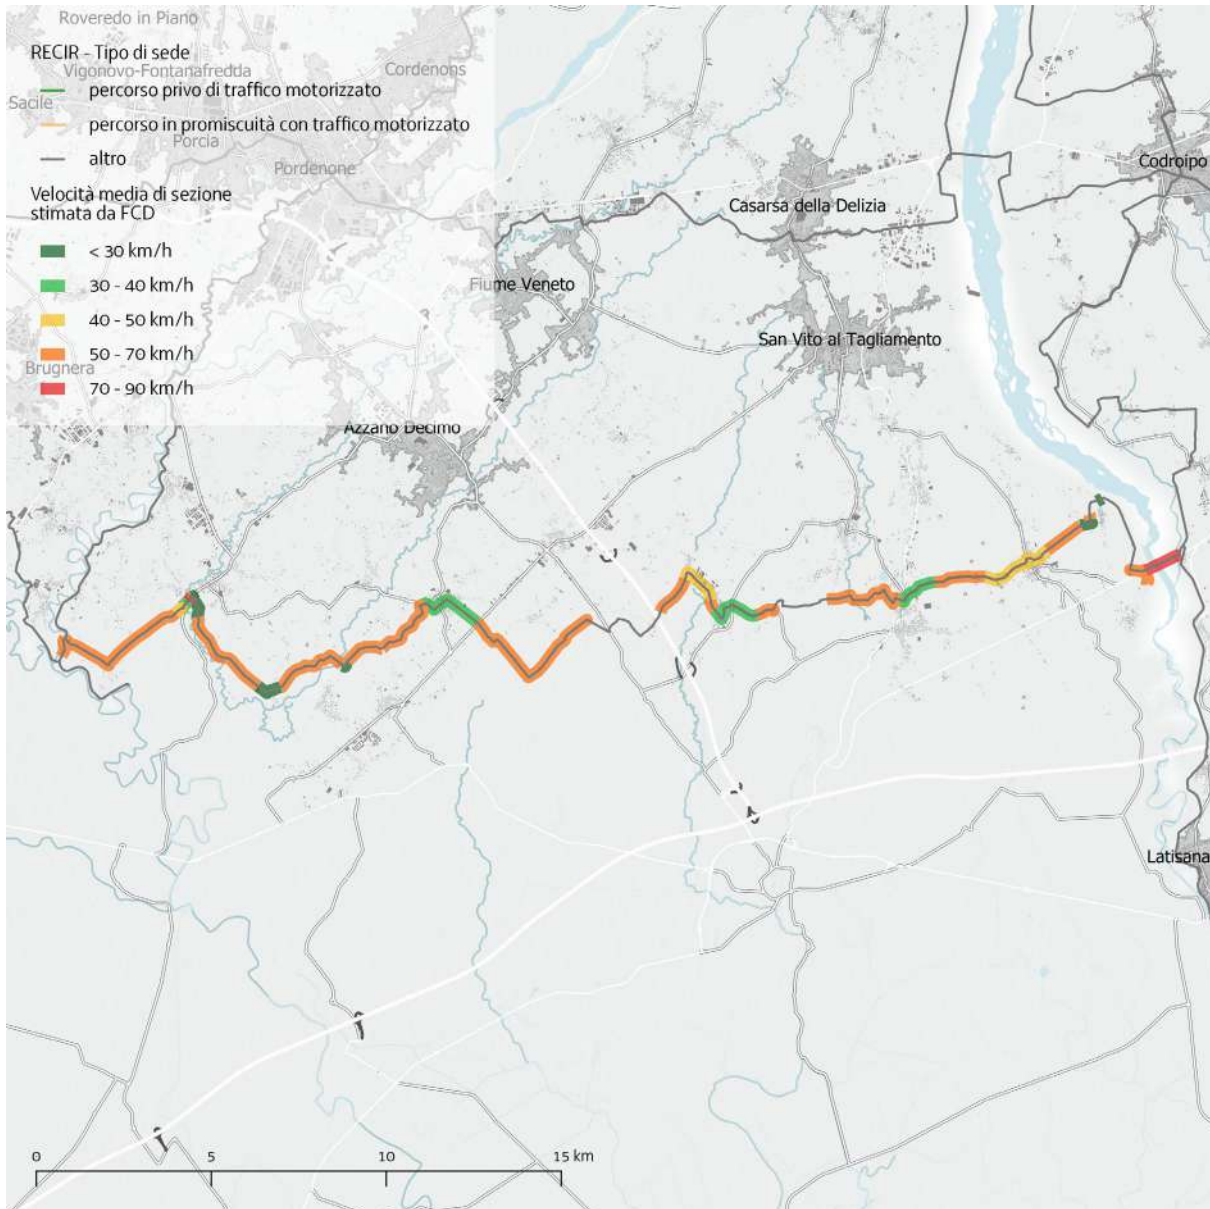 Roveredo in Piano
RECIR - Tipo di sede
Vigonovo-Fontanafredda
Cordenons
percorso privo di traffico motorizzato
Sacile
percorso in promiscuità con traffico motorizzato
Porcia
altro
Pordenone
Codroipo
Velocità media di sezione
stimata da FCD
Casarsa della Delizia
< 30 km/h
30 - 40 km/h
Fiume Veneto
40 - 50 km/h
San Vito al Tagliamento
50 - 70 km/h
Brugnera
70 - 90 km/h
Azzano Decimo
Latisana
0 5 10 15 km